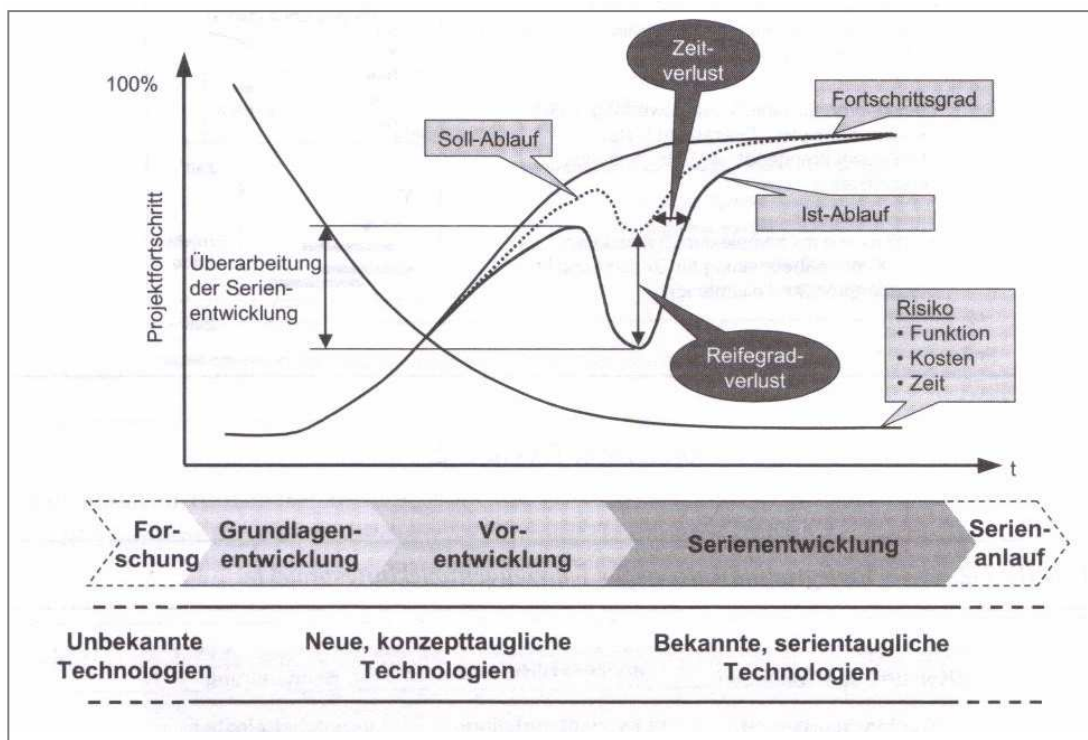 Zeit-
verlust
100%
Fortschrittsgrad
Soll-Ablauf
Ist-Ablauf
Projektfortschritt
Überarbeitung
der Serien-
entwicklung
Reifegrad-
verlust
Risiko
• Funktion
• Kosten
• Zeit
t
For-
schung
Grundlagen-
entwicklung
Vor-
entwicklung
Serienentwicklung
Serien-
anlauf
Unbekannte
Technologien
Neue, konzepttaugliche
Technologien
Bekannte, serientaugliche
Technologien